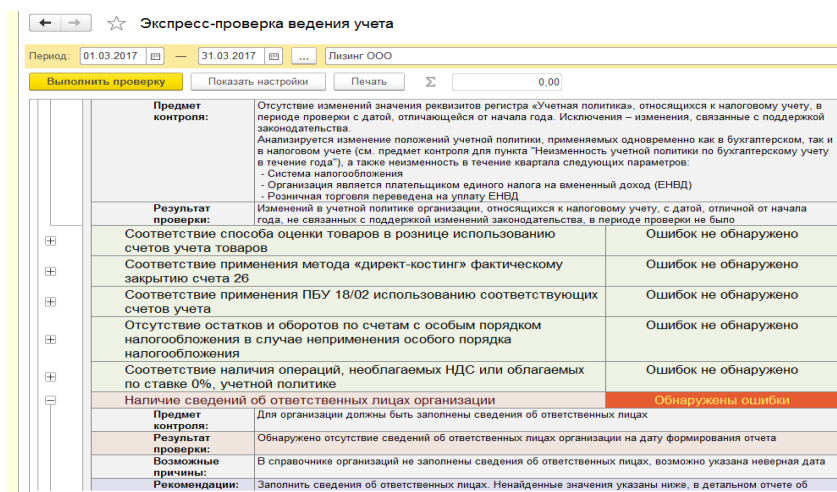 Экспресс-проверка ведения учета
Период: 01.03.2017 — 31.03.2017 ... Лизинг ООО
Выполнить проверку Показать настройки Печать Σ 0,00
Предмет контроля: Отсутствие изменений значения реквизитов регистра «Учетная политика», относящихся к налоговому учету, в
периоде проверки с датой, отличающейся от начала года. Исключения – изменения, связанные с поддержкой
законодательства.
Анализируется изменение положений учетной политики, применяемых одновременно как в бухгалтерском, так и
в налоговом учете (см. предмет контроля для пункта "Неизменность учетной политики по бухгалтерскому учету
в течение года"), а также неизменность в течение квартала следующих параметров:
- Система налогообложения
- Организация является плательщиком единого налога на вмененный доход (ЕНВД)
- Розничная торговля переведена на уплату ЕНВД
Результат проверки: Изменений в учетной политике организации, относящихся к налоговому учету, с датой, отличной от начала
года, не связанных с поддержкой изменений законодательства, в периоде проверки не было
Соответствие способа оценки товаров в рознице использованию
счетов учета товаров
Ошибок не обнаружено
Соответствие применения метода «директ-костинг» фактическому
закрытию счета 26
Ошибок не обнаружено
Соответствие применения ПБУ 18/02 использованию соответствующих
счетов учета
Ошибок не обнаружено
Отсутствие остатков и оборотов по счетам с особым порядком
налогообложения в случае неприменения особого порядка
налогообложения
Ошибок не обнаружено
Соответствие наличия операций, необлагаемых НДС или облагаемых
по ставке 0%, учетной политике
Ошибок не обнаружено
Наличие сведений об ответственных лицах организации Обнаружены ошибки
Предмет контроля: Для организации должны быть заполнены сведения об ответственных лицах
Результат проверки: Обнаружено отсутствие сведений об ответственных лицах организации на дату формирования отчета
Возможные причины: В справочнике организаций не заполнены сведения об ответственных лицах, возможно указана неверная дата
Рекомендации: Заполнить сведения об ответственных лицах. Ненайденные значения указаны ниже, в детальном отчете об